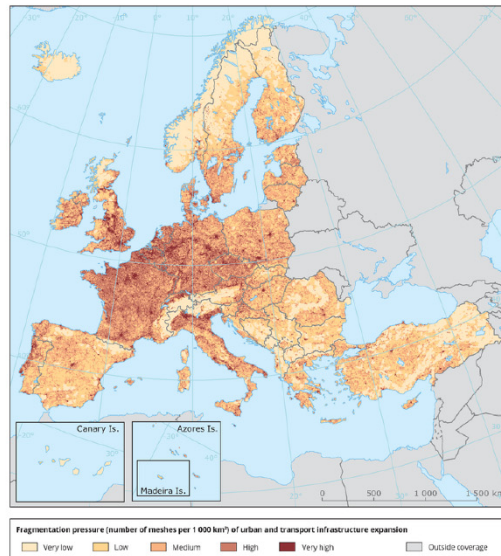 Canary Is.
Azores Is.
Madeira Is.
0 500 1 000 1 500 km
Fragmentation pressure (number of meshes per 1 000 km²) of urban and transport infrastructure expansion
Very low Low Medium High Very high Outside coverage